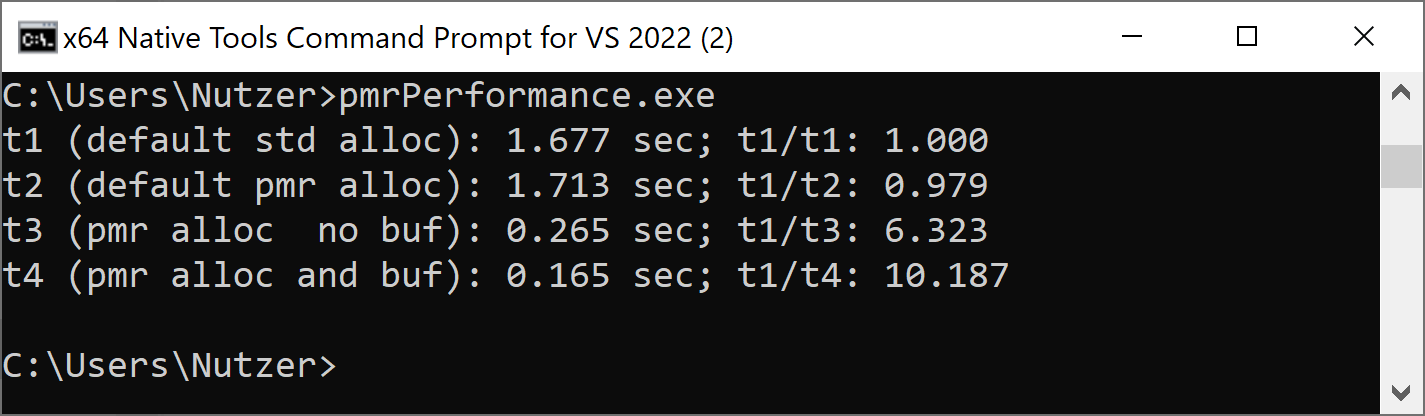 x64 Native Tools Command Prompt for VS 2022 (2)
C:\Users\Nutzer>pmrPerformance.exe
t1 (default std alloc): 1.677 sec; t1/t1: 1.000
t2 (default pmr alloc): 1.713 sec; t1/t2: 0.979
t3 (pmr alloc  no buf): 0.265 sec; t1/t3: 6.323
t4 (pmr alloc and buf): 0.165 sec; t1/t4: 10.187
C:\Users\Nutzer>